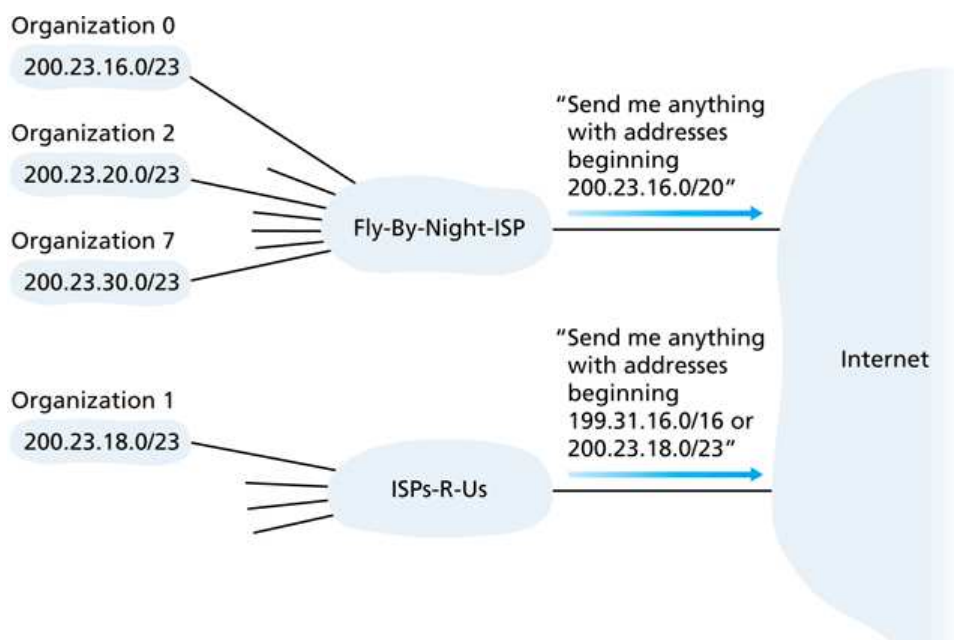 Organization 0
200.23.16.0/23
Organization 2
200.23.20.0/23
Organization 7
200.23.30.0/23
Fly-By-Night-ISP
“Send me anything
with addresses
beginning
200.23.16.0/20”
Organization 1
200.23.18.0/23
ISPs-R-Us
“Send me anything
with addresses
beginning
199.31.16.0/16 or
200.23.18.0/23”
Internet